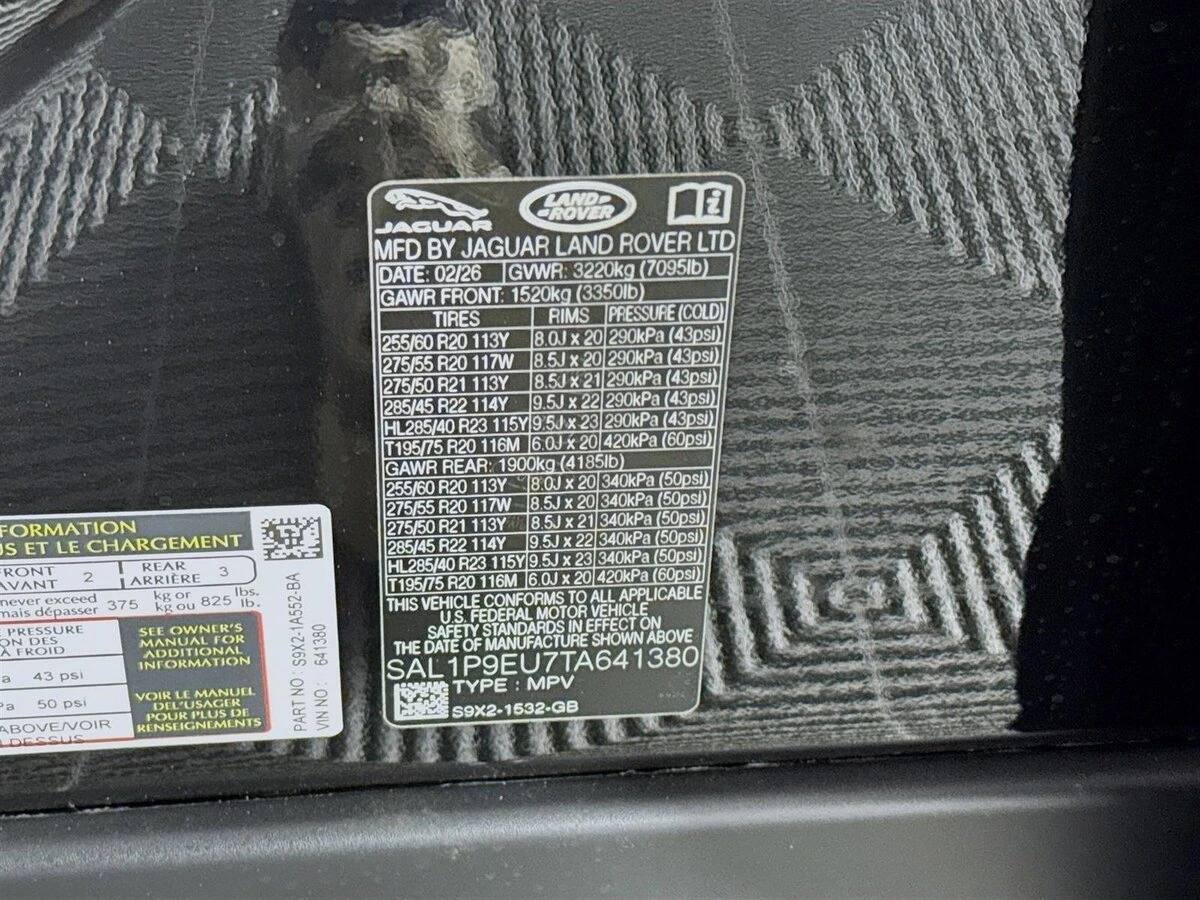 JAGUAR
LAND ROVER
MFD BY JAGUAR LAND ROVER LTD
DATE: 02/26 GVWR: 3220kg (7095lb)
GAWR FRONT: 1520kg (3350lb)
TIRES RIMS PRESSURE (COLD)
255/60 R20 113Y 8.0J x 20 290kPa (43psi)
275/55 R20 117W 8.5J x 20 290kPa (43psi)
275/50 R21 113Y 8.5J x 21 290kPa (43psi)
285/45 R22 114Y 9.5J x 22 290kPa (43psi)
HL285/40 R23 115Y 9.5J x 23 290kPa (43psi)
T195/75 R20 116M 6.0J x 20 420kPa (60psi)
GAWR REAR: 1900kg (4185lb)
255/60 R20 113Y 8.0J x 20 340kPa (50psi)
275/55 R20 117W 8.5J x 20 340kPa (50psi)
275/50 R21 113Y 8.5J x 21 340kPa (50psi)
285/45 R22 114Y 9.5J x 22 340kPa (50psi)
HL285/40 R23 115Y 9.5J x 23 340kPa (50psi)
T195/75 R20 116M 6.0J x 20 420kPa (60psi)
THIS VEHICLE CONFORMS TO ALL APPLICABLE
U.S. FEDERAL MOTOR VEHICLE
SAFETY STANDARDS IN EFFECT ON
THE DATE OF MANUFACTURE SHOWN ABOVE
SAL1P9EU7TA641380
TYPE : MPV
S9X2-1532-GB
FORMATION
US ET LE CHARGEMENT
FRONT 2 REAR 3
AVANT ARRIÈRE
never exceed 375 kg or 825 lbs.
mais dépasser kg ou lb.
PRESSURE
ON DES
À FROID
a 43 psi
Pa 50 psi
ABOVE/VOIR
DESSUS
SEE OWNER'S
MANUAL FOR
ADDITIONAL
INFORMATION
VOIR LE MANUEL
DEL'USAGER
POUR PLUS DE
RENSEIGNEMENTS
PART NO : S9X2-1A552-BA
VIN NO : 641380